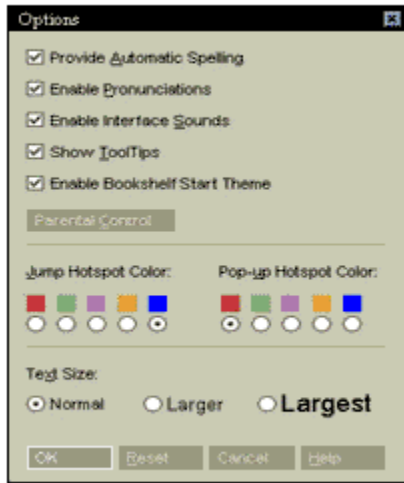 Options
Provide Automatic Spelling
Enable Pronunciations
Enable Interface Sounds
Show ToolTips
Enable Bookshelf Start Theme
Parental Control
Jump Hotspot Color: Pop-up Hotspot Color:
Text Size:
Normal Larger Largest
OK Reset Cancel Help